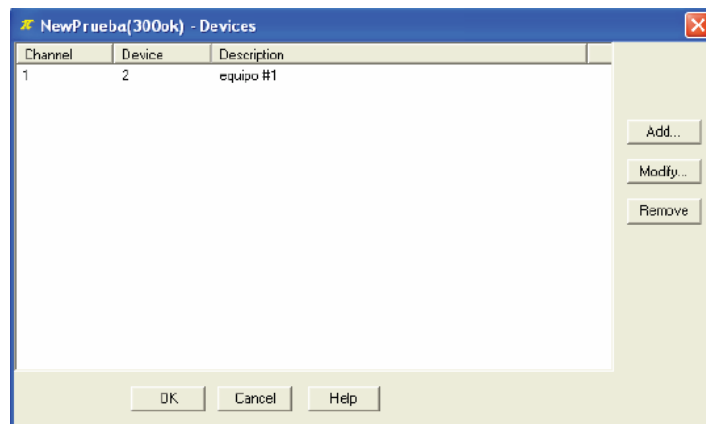 π NewPrueba(300ok) - Devices
Channel Device Description
1 2 equipo #1
Add...
Modify...
Remove
OK Cancel Help